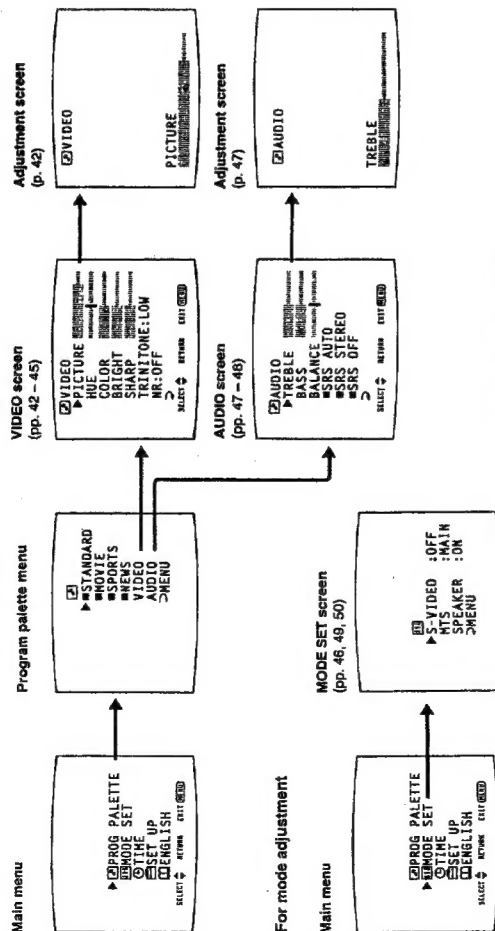 Main menu
▶PROG PALETTE
MODE SET
TIME
SET UP
ENGLISH
SELECT RETURN EXIT MENU
Program palette menu
▶■STANDARD
■MOVIE
■SPORTS
■NEWS
VIDEO
AUDIO
⊃MENU
VIDEO screen
(pp. 42 – 45)
VIDEO
▶PICTURE
HUE
COLOR
BRIGHT
SHARP
TRINITONE:LOW
NR:OFF
⊃
SELECT RETURN EXIT MENU
Adjustment screen
(p. 42)
VIDEO
PICTURE
AUDIO screen
(pp. 47 – 48)
AUDIO
▶TREBLE
BASS
BALANCE
■SRS AUTO
■SRS STEREO
■SRS OFF
⊃
SELECT RETURN EXIT MENU
Adjustment screen
(p. 47)
AUDIO
TREBLE
For mode adjustment
Main menu
PROG PALETTE
▶MODE SET
TIME
SET UP
ENGLISH
SELECT RETURN EXIT MENU
MODE SET screen
(pp. 46, 49, 50)
▶S-VIDEO :OFF
MTS :MAIN
SPEAKER :ON
⊃MENU